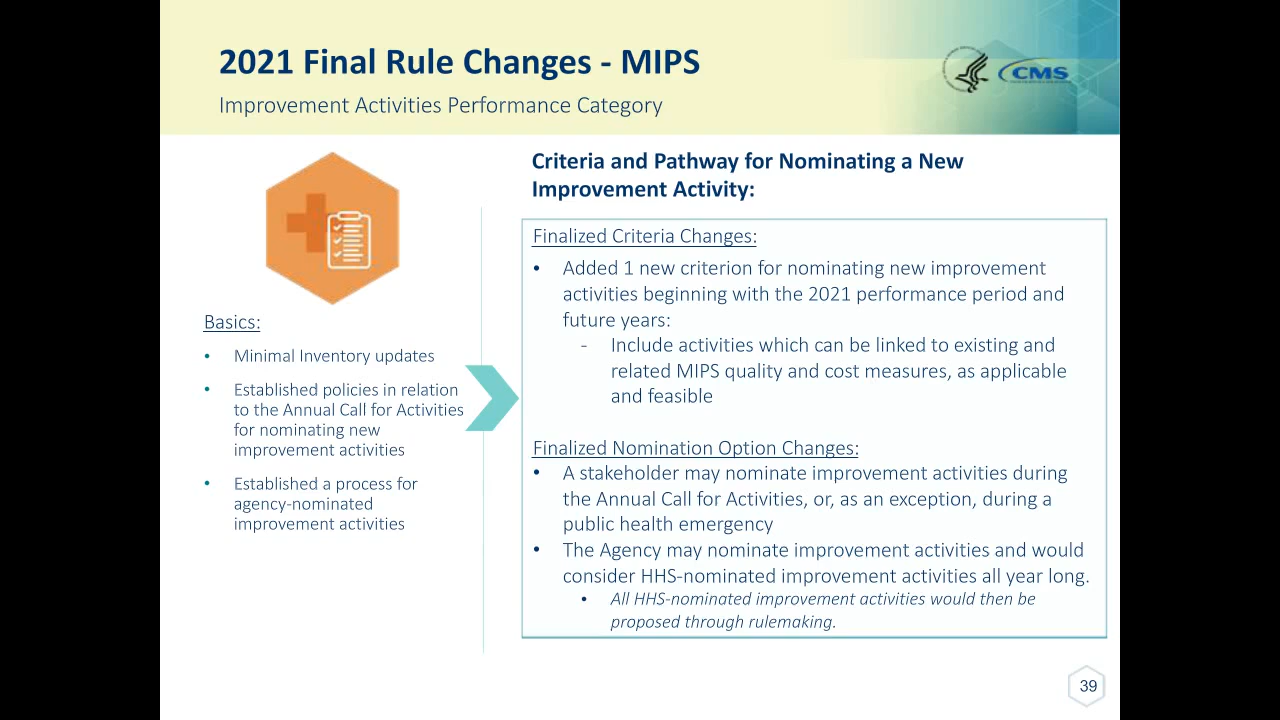 2021 Final Rule Changes - MIPS
Improvement Activities Performance Category
CMS
Basics:
• Minimal Inventory updates
• Established policies in relation
to the Annual Call for Activities
for nominating new
improvement activities
• Established a process for
agency-nominated
improvement activities
Criteria and Pathway for Nominating a New
Improvement Activity:
Finalized Criteria Changes:
• Added 1 new criterion for nominating new improvement
activities beginning with the 2021 performance period and
future years:
- Include activities which can be linked to existing and
related MIPS quality and cost measures, as applicable
and feasible
Finalized Nomination Option Changes:
• A stakeholder may nominate improvement activities during
the Annual Call for Activities, or, as an exception, during a
public health emergency
• The Agency may nominate improvement activities and would
consider HHS-nominated improvement activities all year long.
• All HHS-nominated improvement activities would then be
proposed through rulemaking.
39